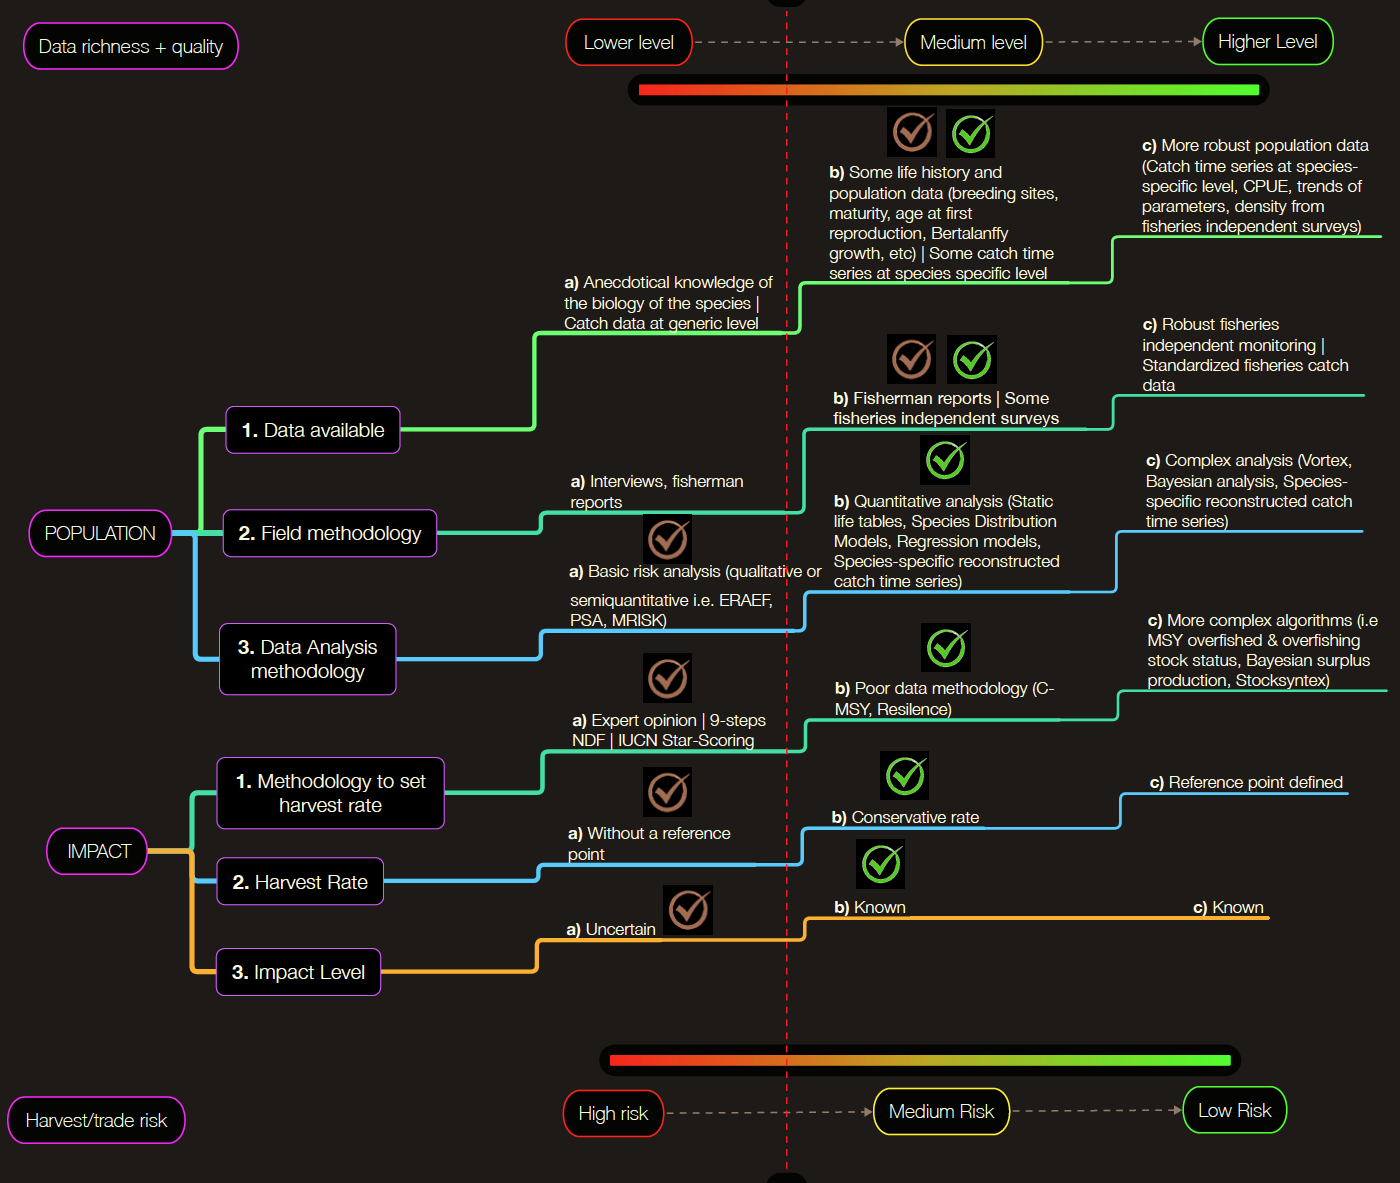 Data richness + quality
Lower level
Medium level
Higher Level
c) More robust population data
(Catch time series at species-
specific level, CPUE, trends of
parameters, density from
fisheries independent surveys)
b) Some life history and
population data (breeding sites,
maturity, age at first
reproduction, Bertalanffy
growth, etc) | Some catch time
series at species specific level
a) Anecdotical knowledge of
the biology of the species |
Catch data at generic level
1. Data available
c) Robust fisheries
independent monitoring |
Standardized fisheries catch
data
b) Fisherman reports | Some
fisheries independent surveys
a) Interviews, fisherman
reports
POPULATION
2. Field methodology
c) Complex analysis (Vortex,
Bayesian analysis, Species-
specific reconstructed catch
time series)
b) Quantitative analysis (Static
life tables, Species Distribution
Models, Regression models,
Species-specific reconstructed
catch time series)
a) Basic risk analysis (qualitative or
semiquantitative i.e. ERAEF,
PSA, MRISK)
3. Data Analysis
methodology
c) More complex algorithms (i.e
MSY overfished & overfishing
stock status, Bayesian surplus
production, Stocksyntex)
b) Poor data methodology (C-
MSY, Resilence)
a) Expert opinion | 9-steps
NDF | IUCN Star-Scoring
1. Methodology to set
harvest rate
c) Reference point defined
b) Conservative rate
a) Without a reference
point
IMPACT
2. Harvest Rate
b) Known
c) Known
a) Uncertain
3. Impact Level
Harvest/trade risk
High risk
Medium Risk
Low Risk